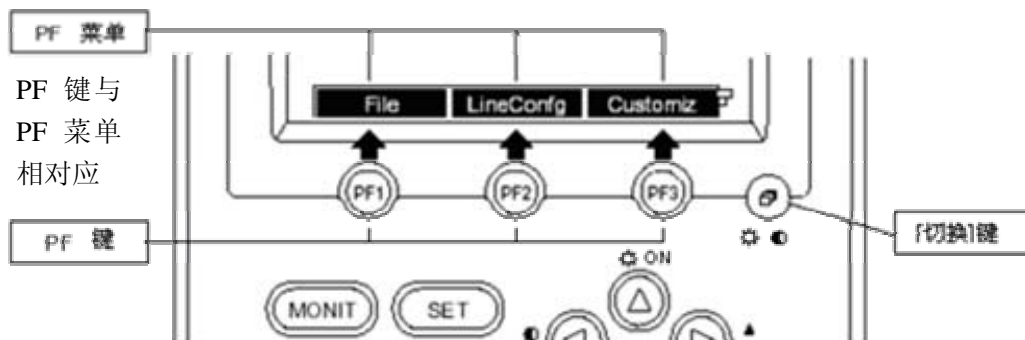 PF 菜单
PF 键与
PF 菜单
相对应
File LineConfg Customiz
PF1 PF2 PF3
PF 键
「切换」键
ON
MONIT SET